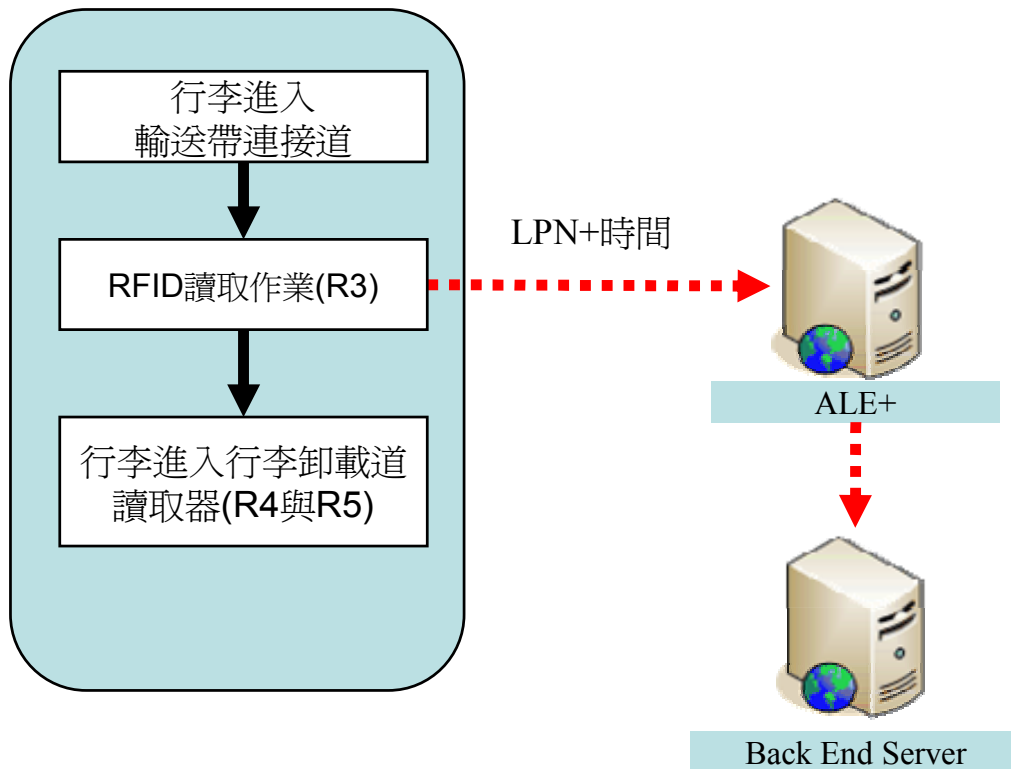 行李進入
輸送帶連接道
RFID讀取作業(R3)
LPN+時間
行李進入行李卸載道
讀取器(R4與R5)
ALE+
Back End Server